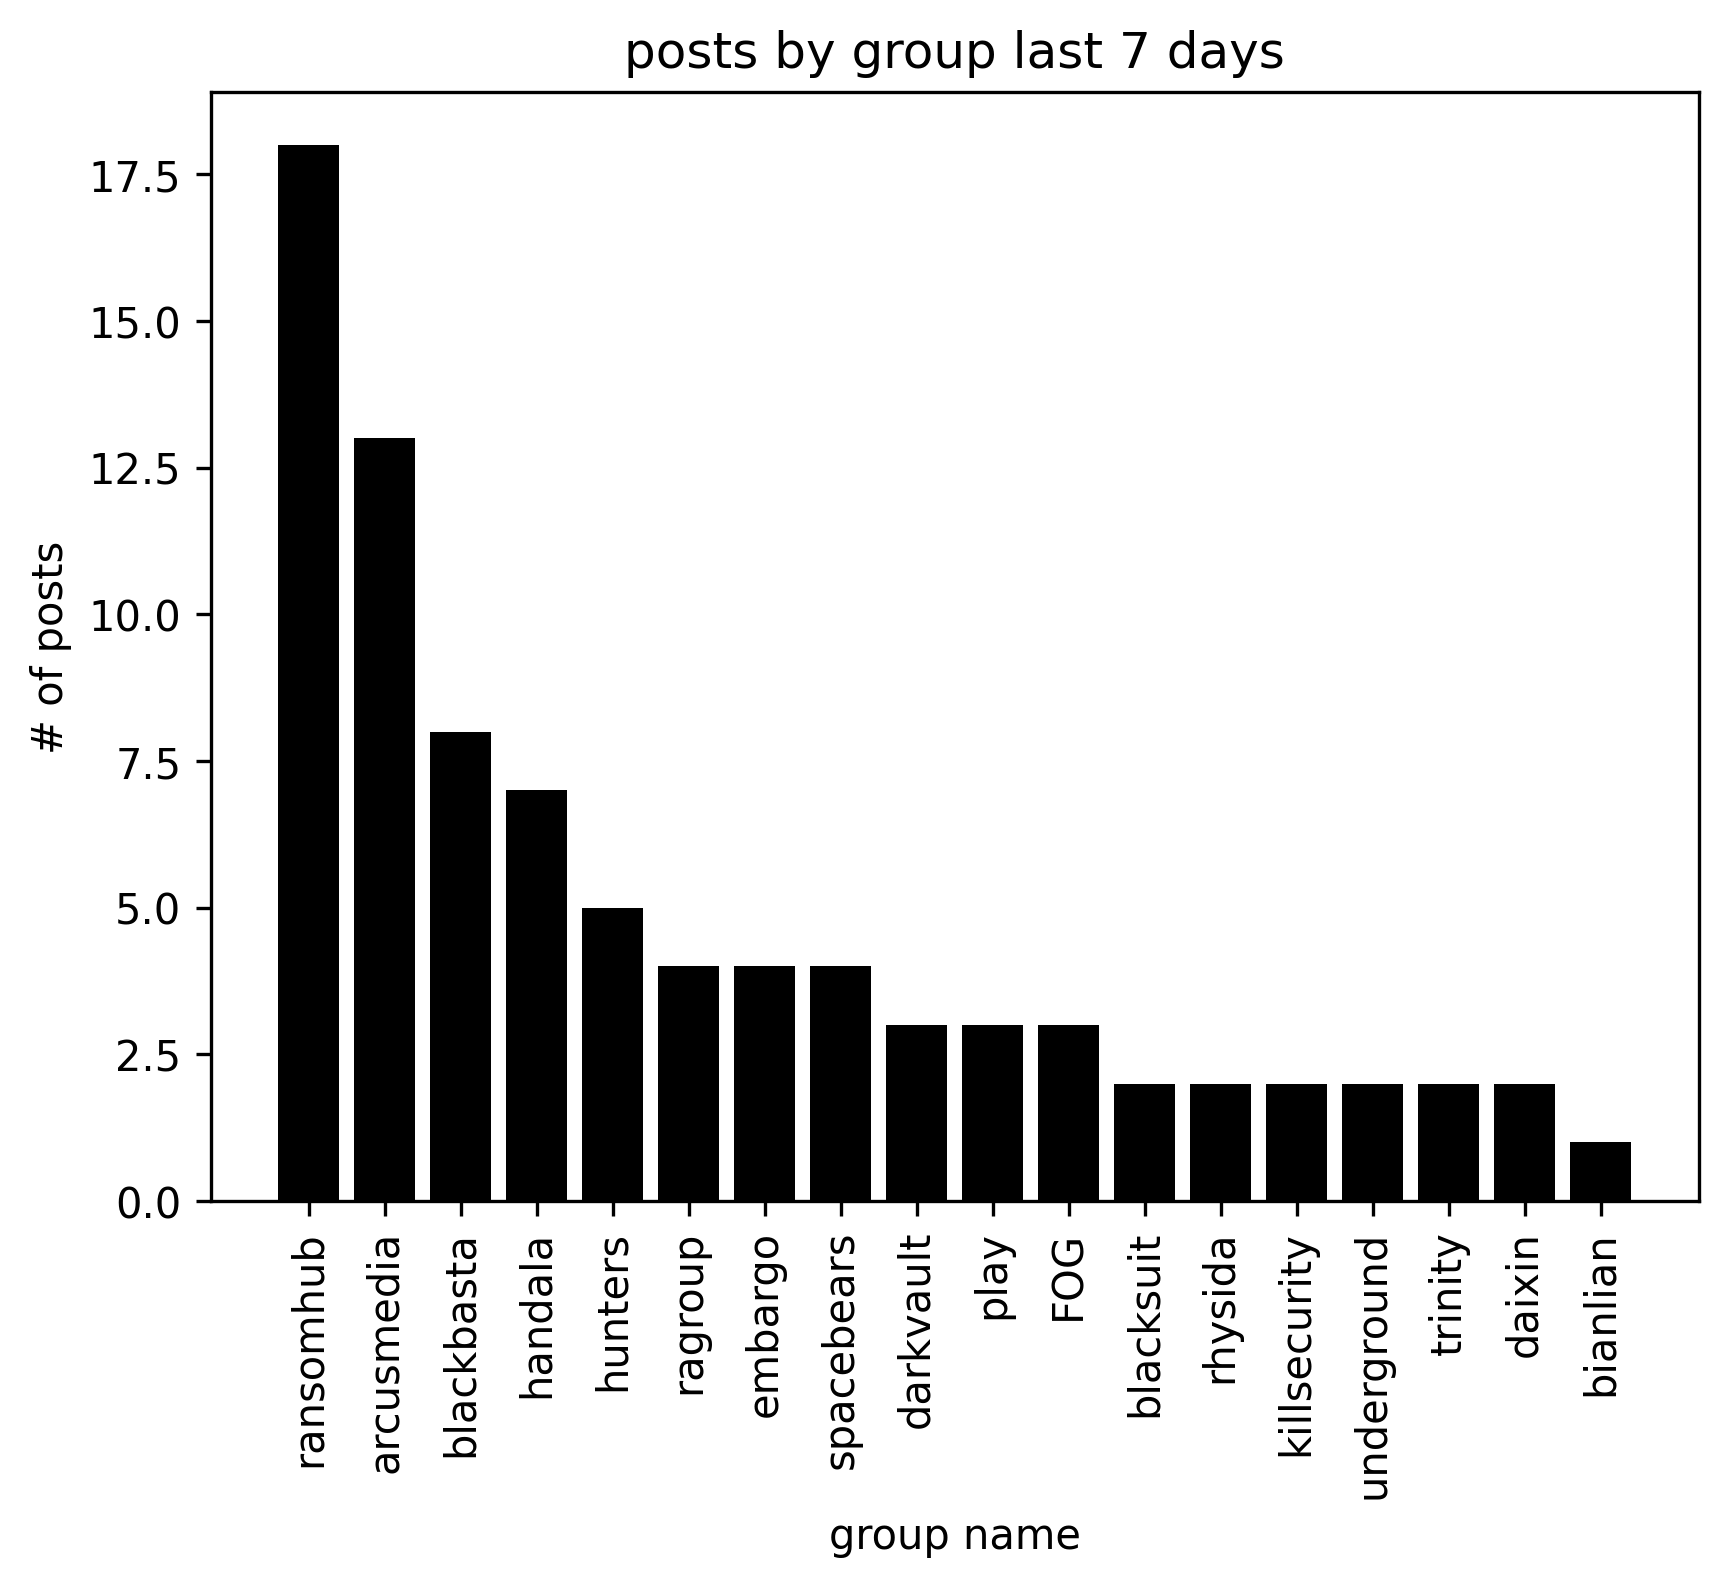 posts by group last 7 days
# of posts
17.5
15.0
12.5
10.0
7.5
5.0
2.5
0.0
ransomhub
arcusmedia
blackbasta
handala
hunters
ragroup
embargo
spacebears
darkvault
play
FOG
blacksuit
rhysida
killsecurity
underground
trinity
daixin
bianlian
group name